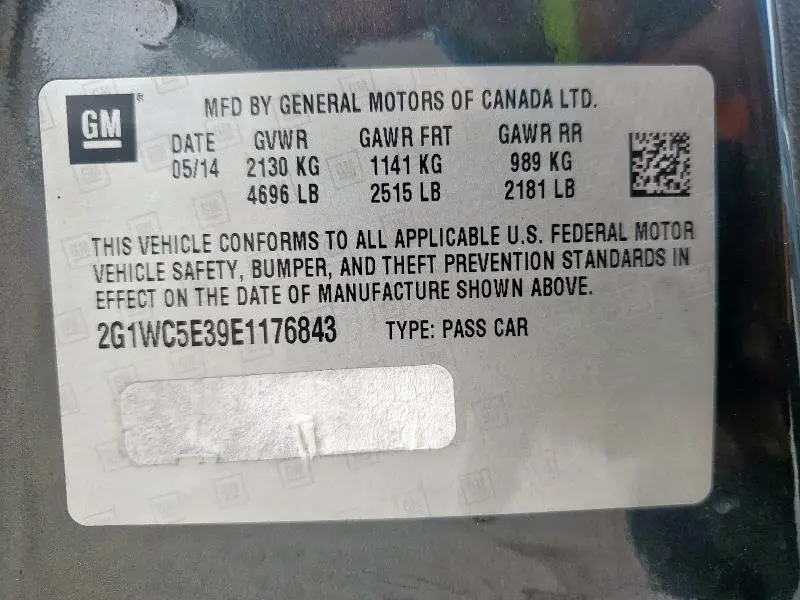 GM
MFD BY GENERAL MOTORS OF CANADA LTD.
DATE GVWR GAWR FRT GAWR RR
05/14 2130 KG 1141 KG 989 KG
4696 LB 2515 LB 2181 LB
THIS VEHICLE CONFORMS TO ALL APPLICABLE U.S. FEDERAL MOTOR
VEHICLE SAFETY, BUMPER, AND THEFT PREVENTION STANDARDS IN
EFFECT ON THE DATE OF MANUFACTURE SHOWN ABOVE.
2G1WC5E39E1176843 TYPE: PASS CAR